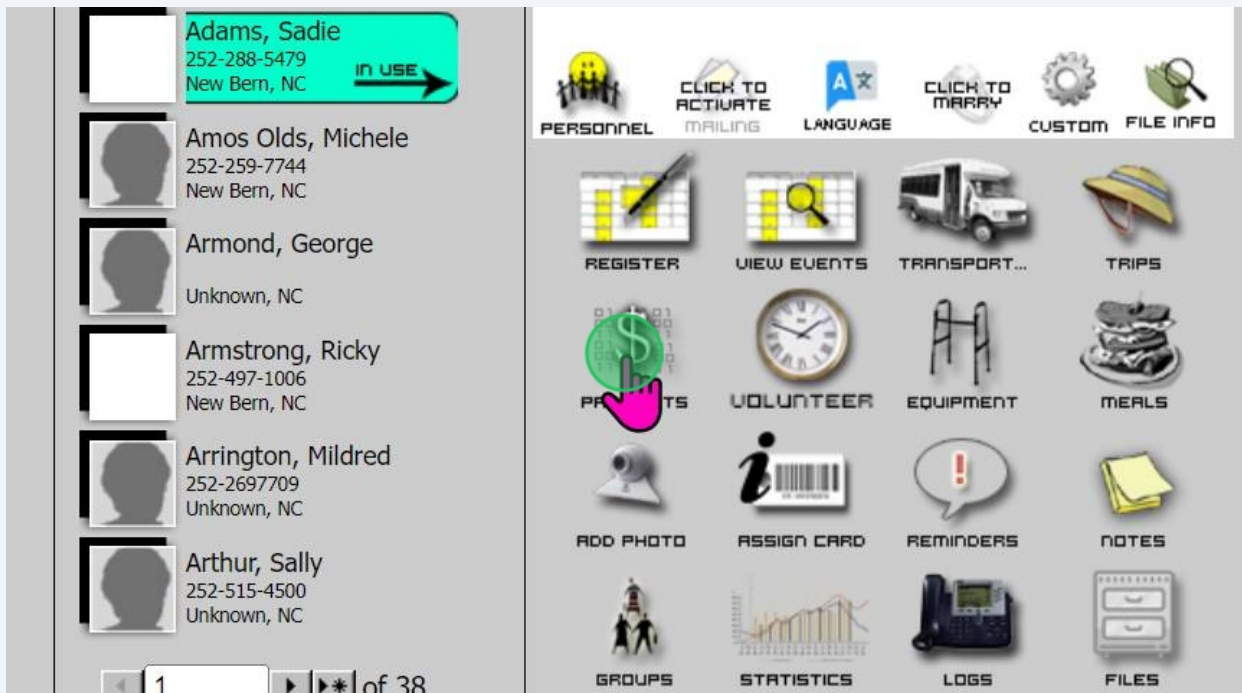 Adams, Sadie
252-288-5479
New Bern, NC
IN USE
Amos Olds, Michele
252-259-7744
New Bern, NC
Armond, George
Unknown, NC
Armstrong, Ricky
252-497-1006
New Bern, NC
Arrington, Mildred
252-2697709
Unknown, NC
Arthur, Sally
252-515-4500
Unknown, NC
1 of 38
PERSONNEL
CLICK TO
ACTIVATE
MAILING
LANGUAGE
CLICK TO
MARRY
CUSTOM
FILE INFO
REGISTER
VIEW EVENTS
TRANSPORT...
TRIPS
VOLUNTEER
EQUIPMENT
MEALS
ADD PHOTO
ASSIGN CARD
REMINDERS
NOTES
GROUPS
STATISTICS
LOGS
FILES